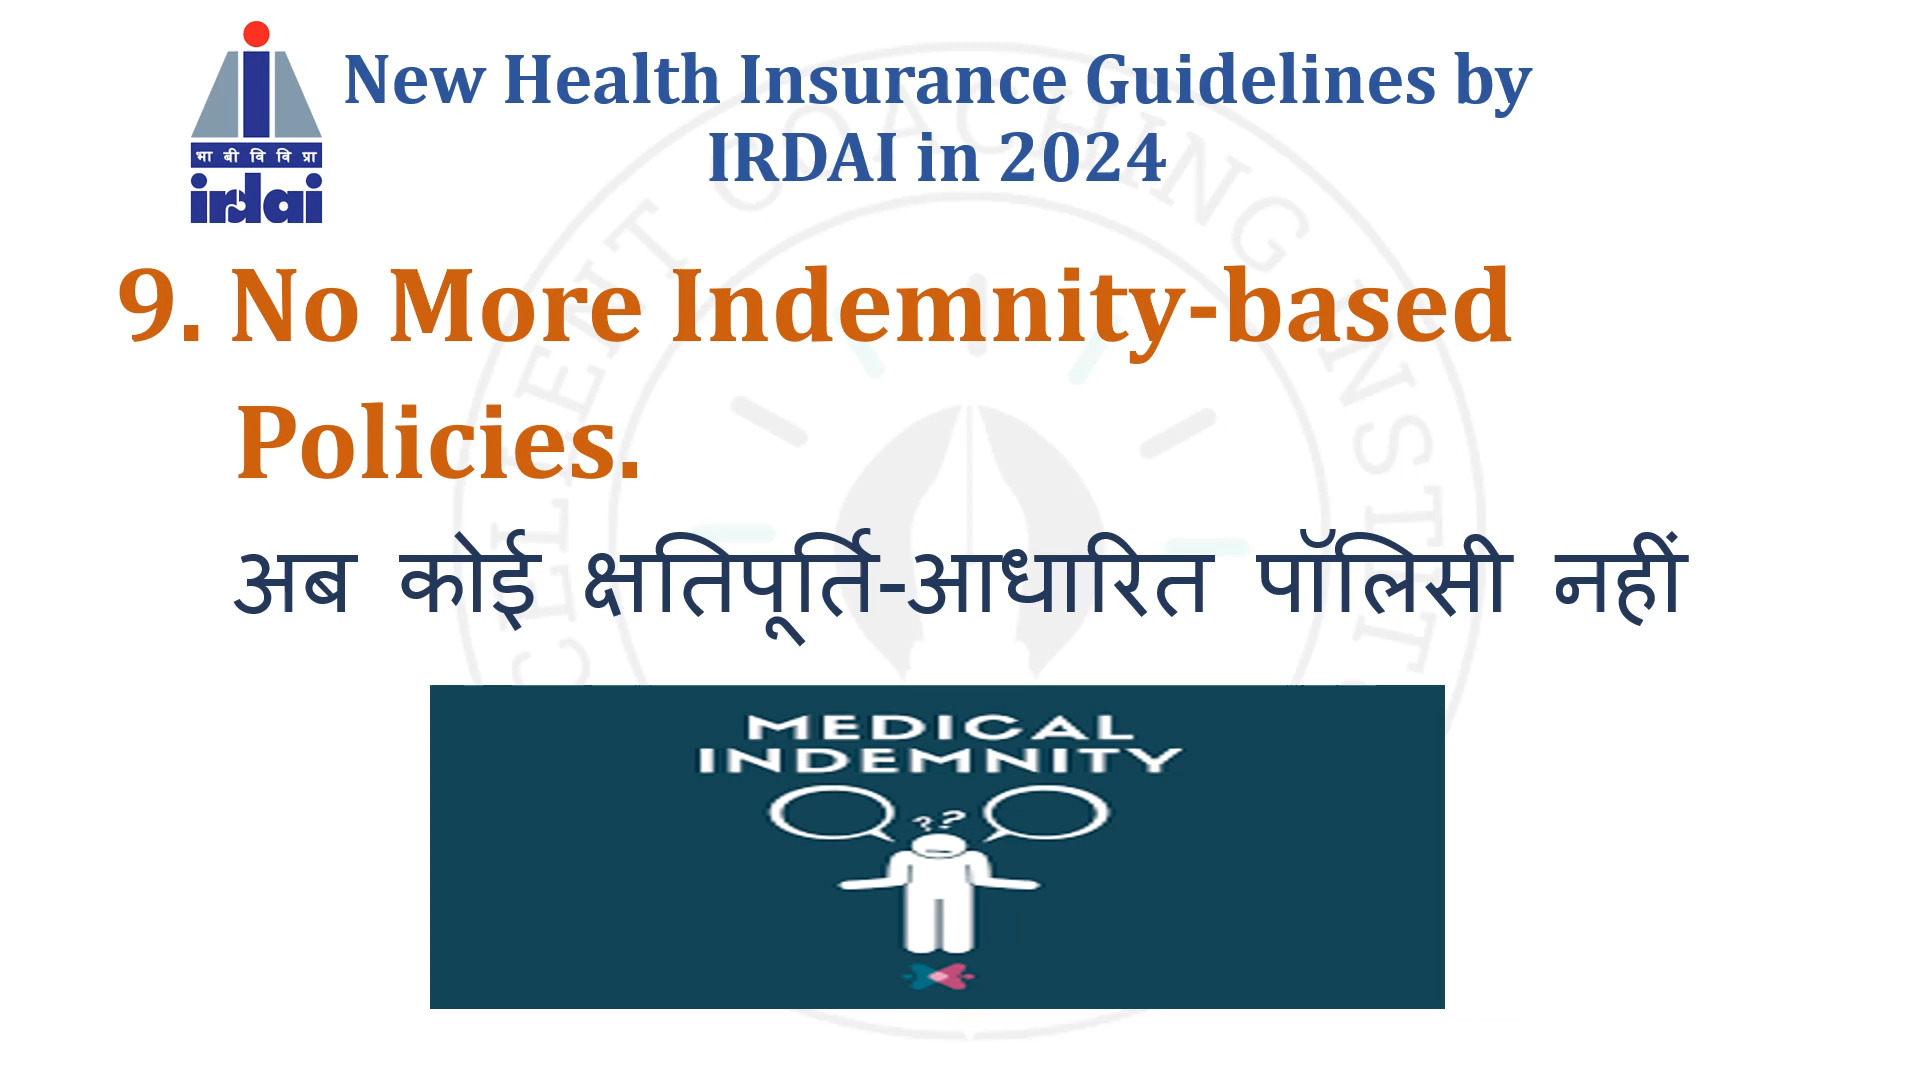 भा बी वि वि प्रा
irdai
New Health Insurance Guidelines by
IRDAI in 2024
9. No More Indemnity-based
Policies.
अब कोई क्षतिपूर्ति-आधारित पॉलिसी नहीं
MEDICAL
INDEMNITY
??